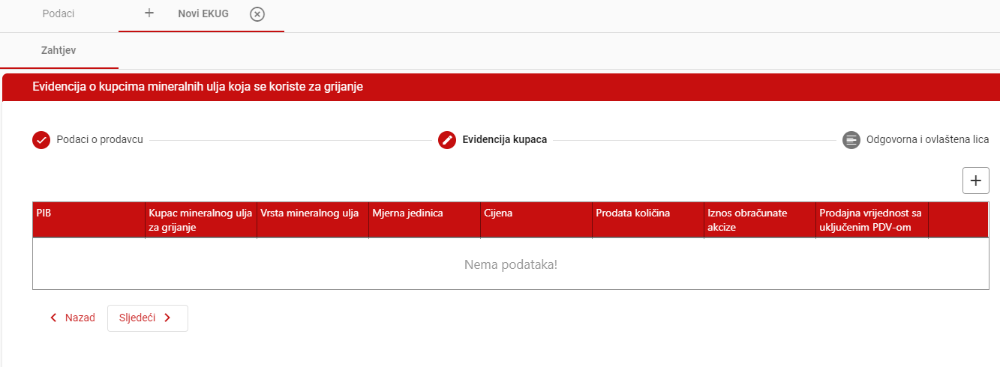 Podaci
Novi EKUG
Zahtjev
Evidencija o kupcima mineralnih ulja koja se koriste za grijanje
Podaci o prodavcu
Evidencija kupaca
Odgovorna i ovlaštena lica
PIB
Kupac mineralnog ulja
za grijanje
Vrsta mineralnog ulja
Mjerna jedinica
Cijena
Prodata količina
Iznos obračunate
akcize
Prodajna vrijednost sa
uključenim PDV-om
Nema podataka!
Nazad
Sljedeći